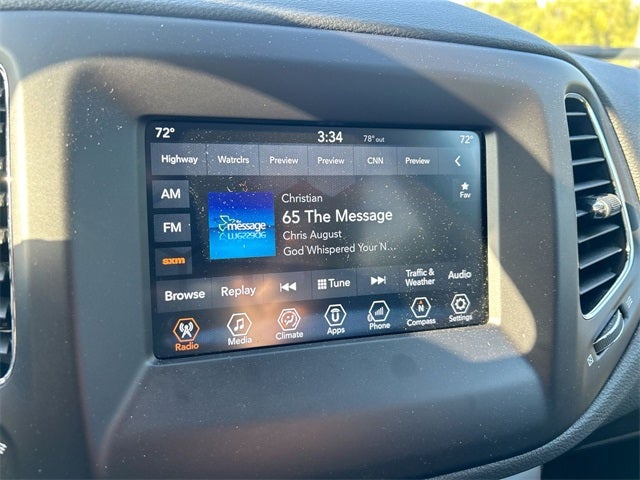 72° 3:34 78° out 72°
Highway Watrclrs Preview Preview CNN Preview
AM
FM
sxm
the message
Christian
65 The Message
Chris August
God Whispered Your N...
Fav
Browse Replay Tune Traffic & Weather Audio
Radio Media Climate Apps Phone Compass Settings